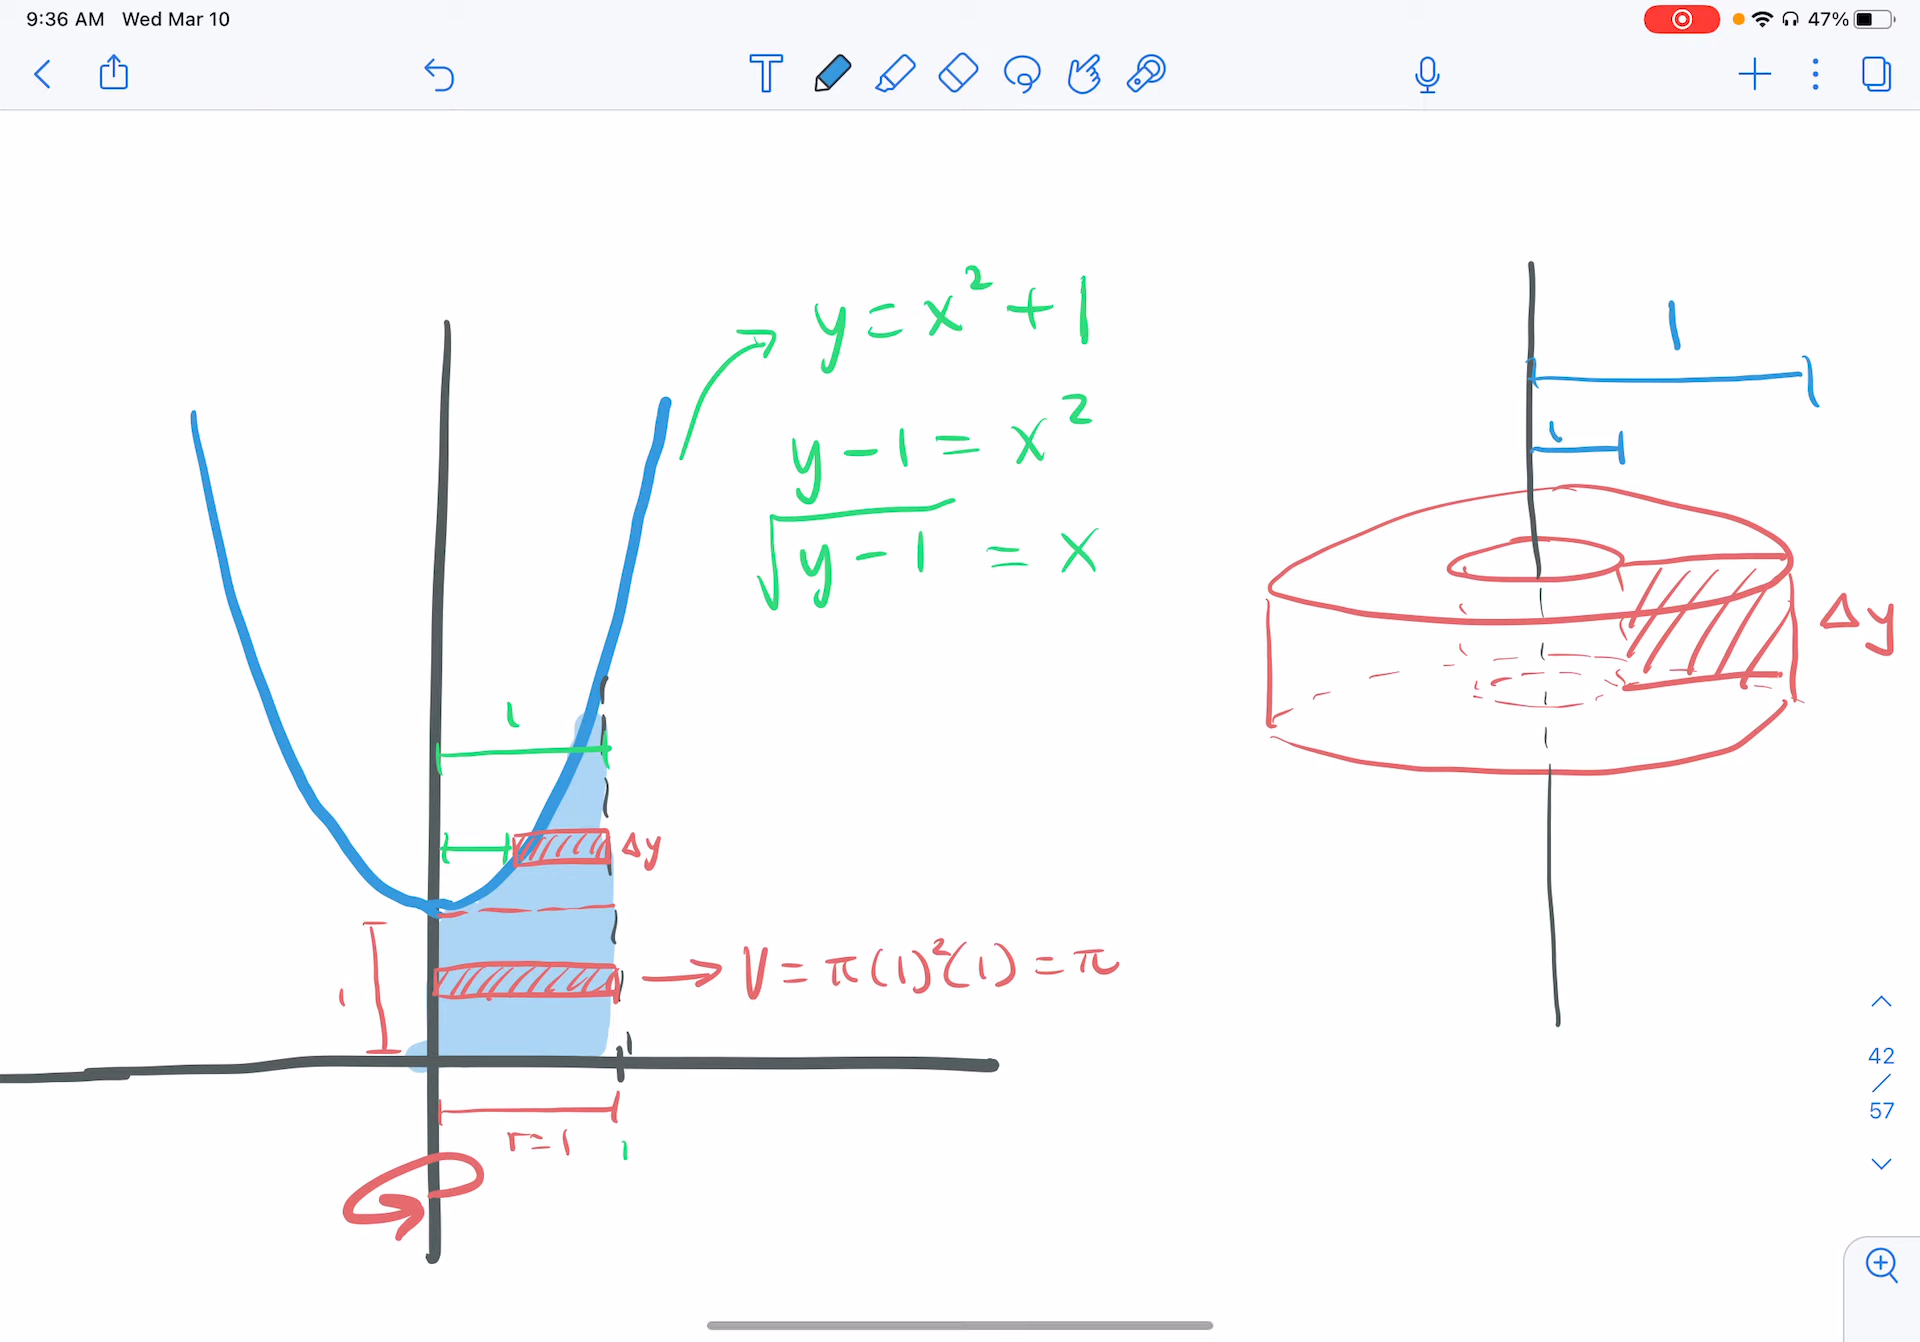 9:36 AM Wed Mar 10
47%
T
y = x² + 1
y - 1 = x²
√(y - 1) = x
1
1
Δy
1
Δy
V = π(1)²(1) = π
1
1
r = 1
1
42
/
57